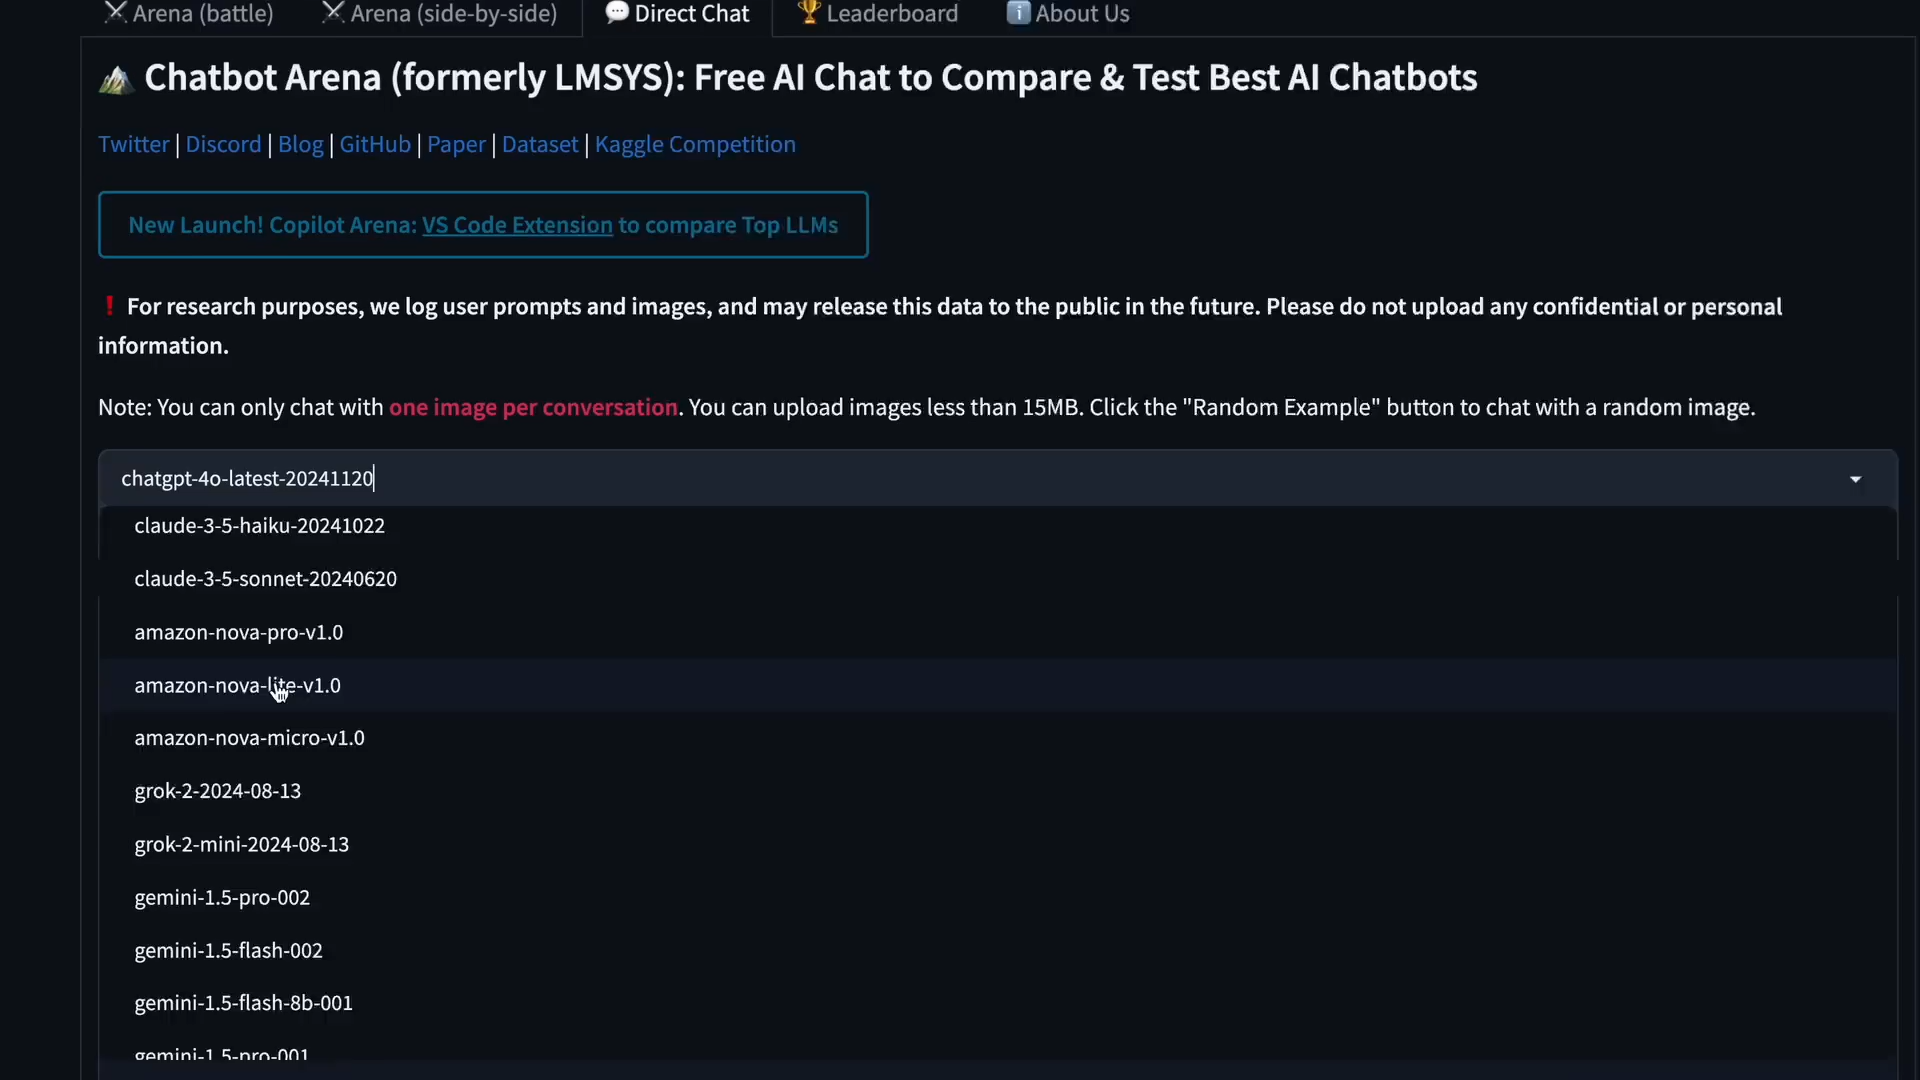 Arena (battle) Arena (side-by-side) Direct Chat Leaderboard About Us
Chatbot Arena (formerly LMSYS): Free AI Chat to Compare & Test Best AI Chatbots
Twitter | Discord | Blog | GitHub | Paper | Dataset | Kaggle Competition
New Launch! Copilot Arena: VS Code Extension to compare Top LLMs
❗ For research purposes, we log user prompts and images, and may release this data to the public in the future. Please do not upload any confidential or personal
information.
Note: You can only chat with one image per conversation. You can upload images less than 15MB. Click the "Random Example" button to chat with a random image.
chatgpt-4o-latest-20241120
claude-3-5-haiku-20241022
claude-3-5-sonnet-20240620
amazon-nova-pro-v1.0
amazon-nova-lite-v1.0
amazon-nova-micro-v1.0
grok-2-2024-08-13
grok-2-mini-2024-08-13
gemini-1.5-pro-002
gemini-1.5-flash-002
gemini-1.5-flash-8b-001
gemini-1.5-pro-001